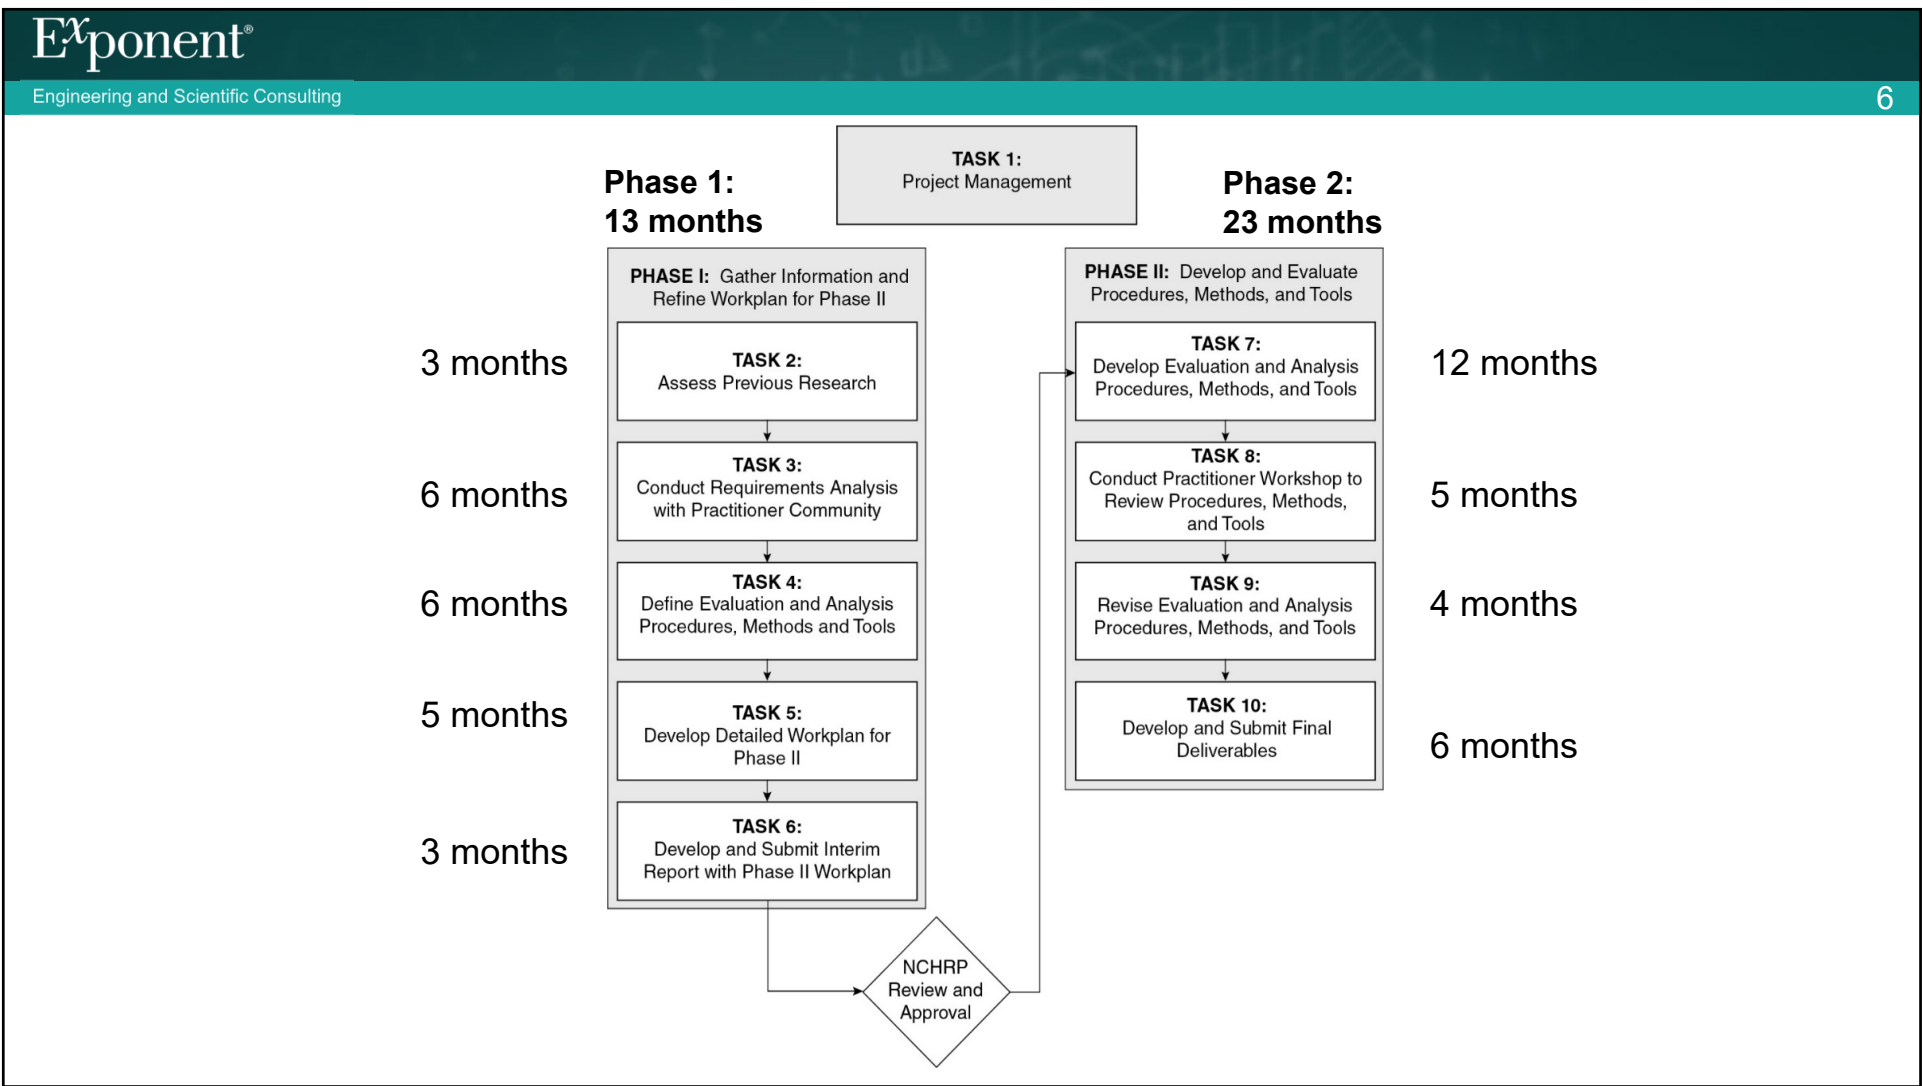 Exponent®
Engineering and Scientific Consulting
6
TASK 1:
Project Management
Phase 1:
13 months
Phase 2:
23 months
PHASE I: Gather Information and
Refine Workplan for Phase II
3 months
TASK 2:
Assess Previous Research
6 months
TASK 3:
Conduct Requirements Analysis
with Practitioner Community
6 months
TASK 4:
Define Evaluation and Analysis
Procedures, Methods and Tools
5 months
TASK 5:
Develop Detailed Workplan for
Phase II
3 months
TASK 6:
Develop and Submit Interim
Report with Phase II Workplan
NCHRP
Review and
Approval
PHASE II: Develop and Evaluate
Procedures, Methods, and Tools
TASK 7:
Develop Evaluation and Analysis
Procedures, Methods, and Tools
12 months
TASK 8:
Conduct Practitioner Workshop to
Review Procedures, Methods,
and Tools
5 months
TASK 9:
Revise Evaluation and Analysis
Procedures, Methods, and Tools
4 months
TASK 10:
Develop and Submit Final
Deliverables
6 months